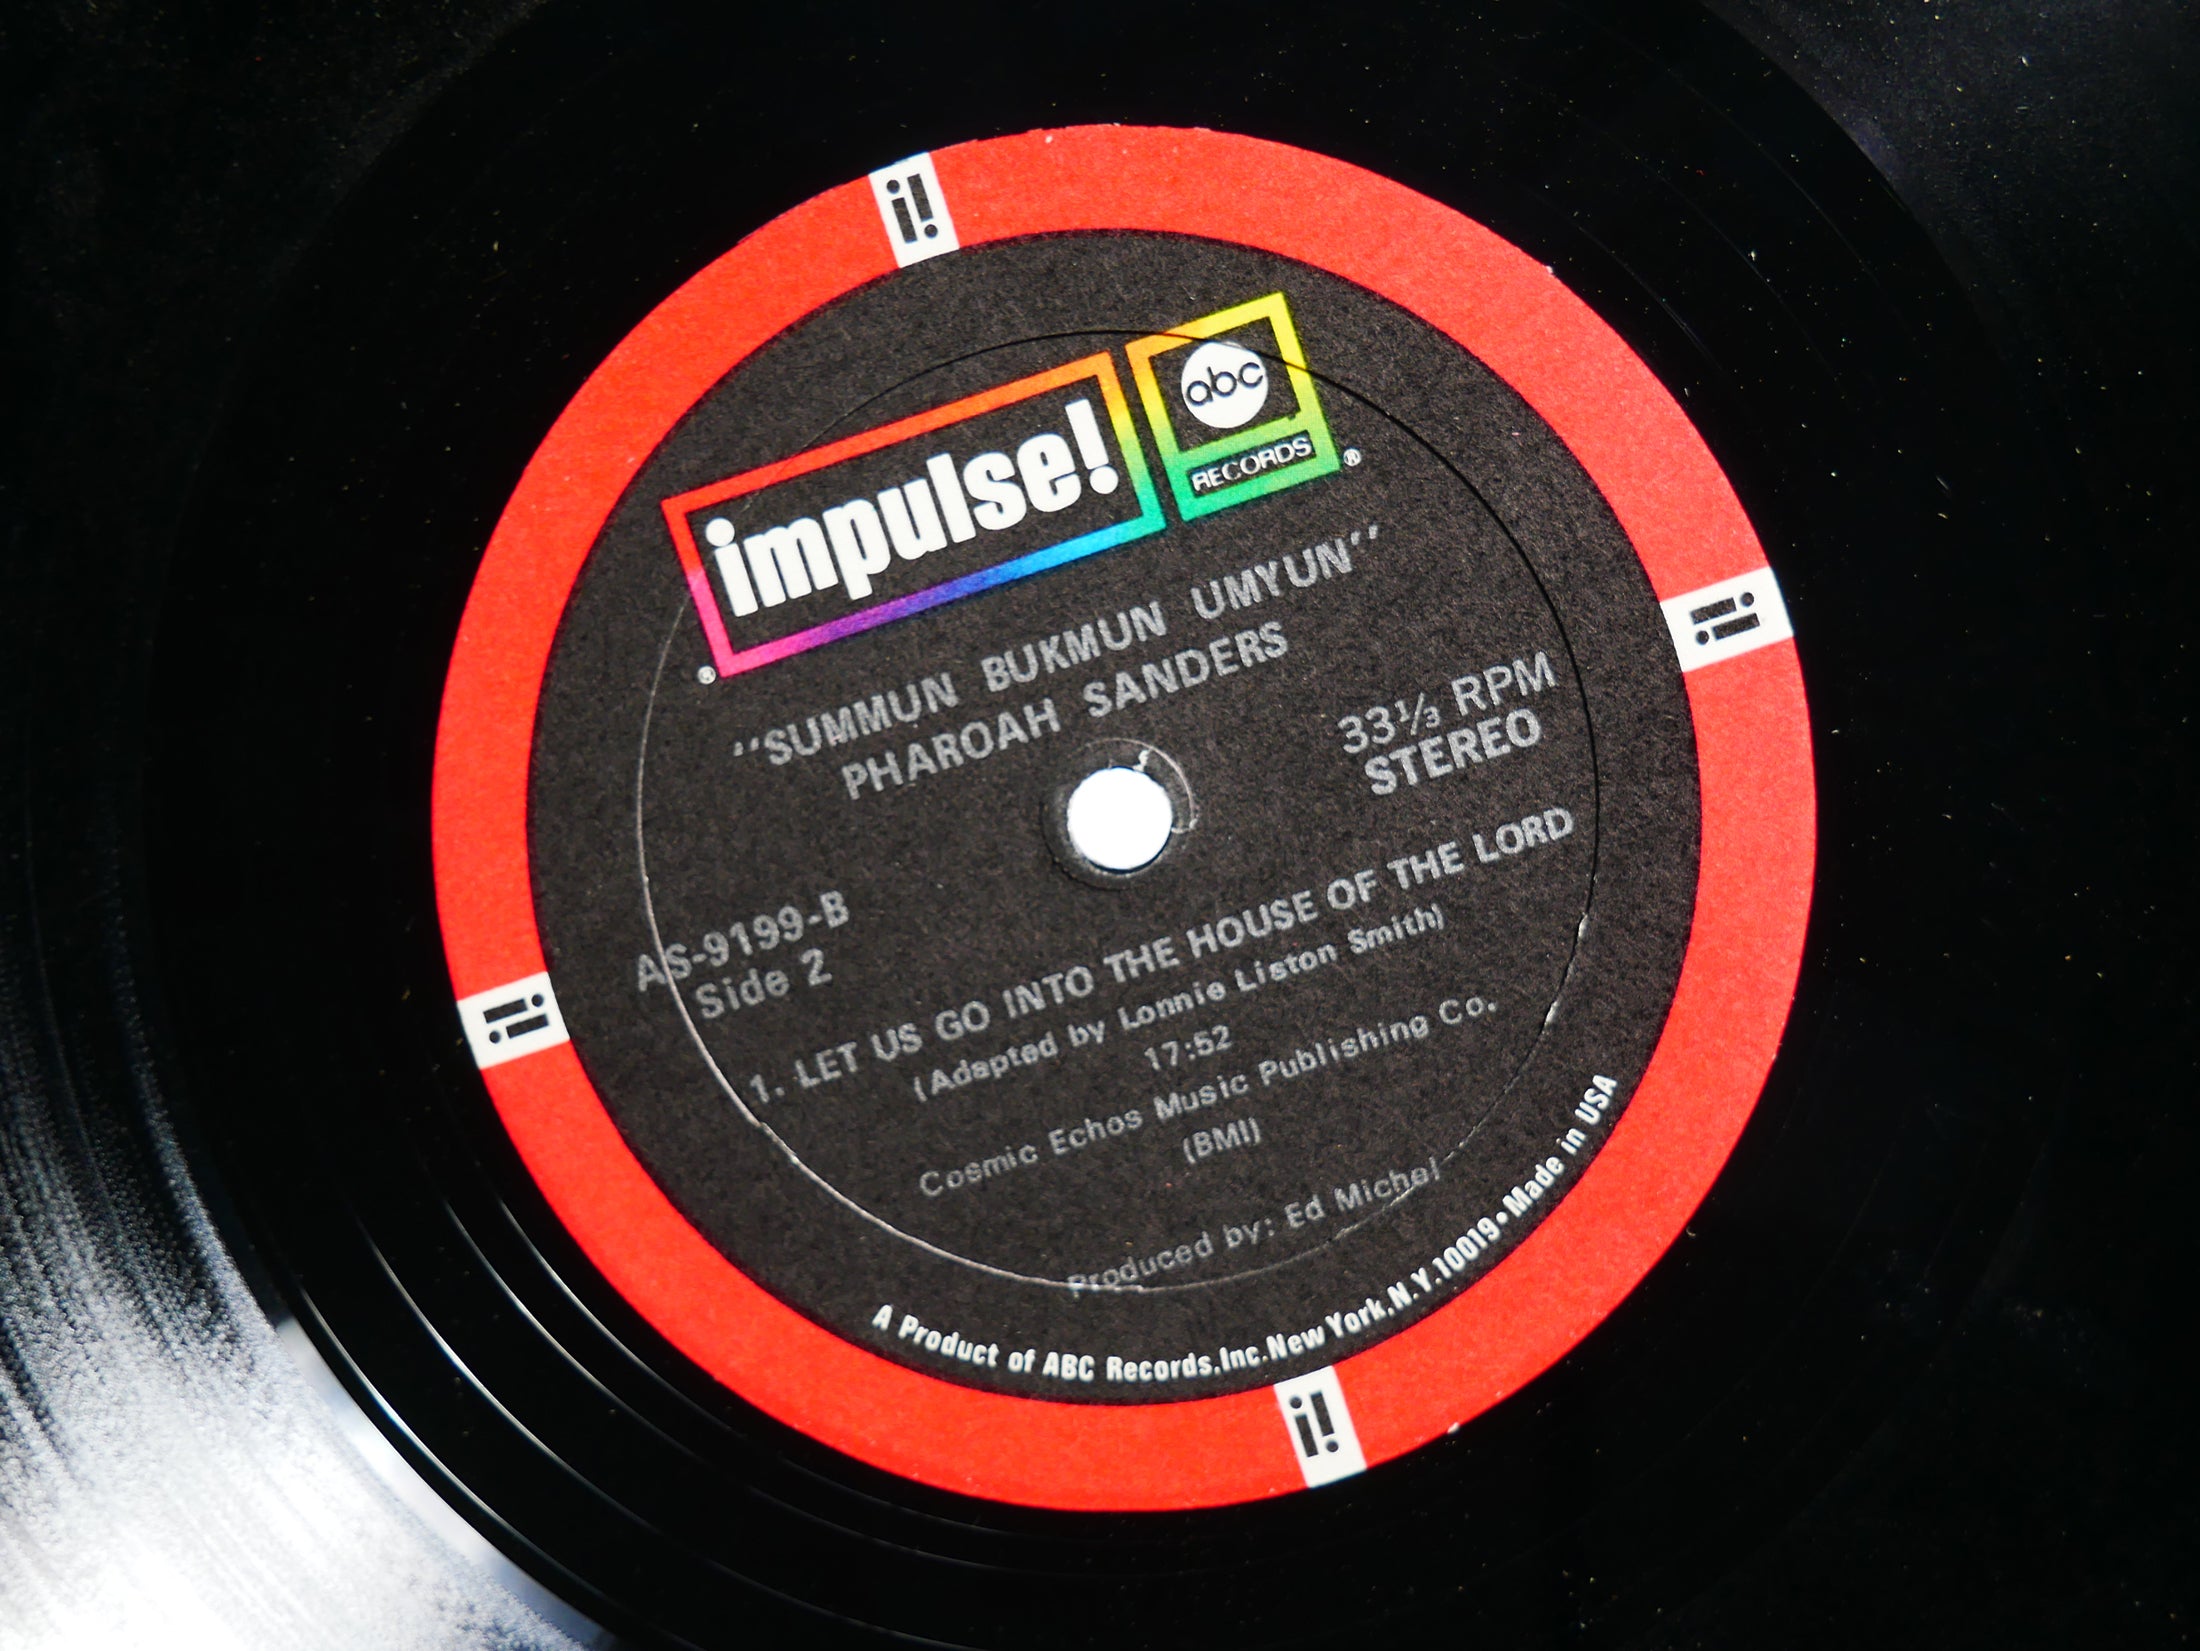 i!
impulse!®
abc
RECORDS®
"SUMMUN BUKMUN UMYUN"
PHAROAH SANDERS
33⅓ RPM
STEREO
AS-9199-B
Side 2
1. LET US GO INTO THE HOUSE OF THE LORD
(Adapted by Lonnie Liston Smith)
17:52
Cosmic Echos Music Publishing Co.
(BMI)
Produced by: Ed Michel
A Product of ABC Records,Inc.New York,N.Y.10019•Made in USA
i!
i!
i!